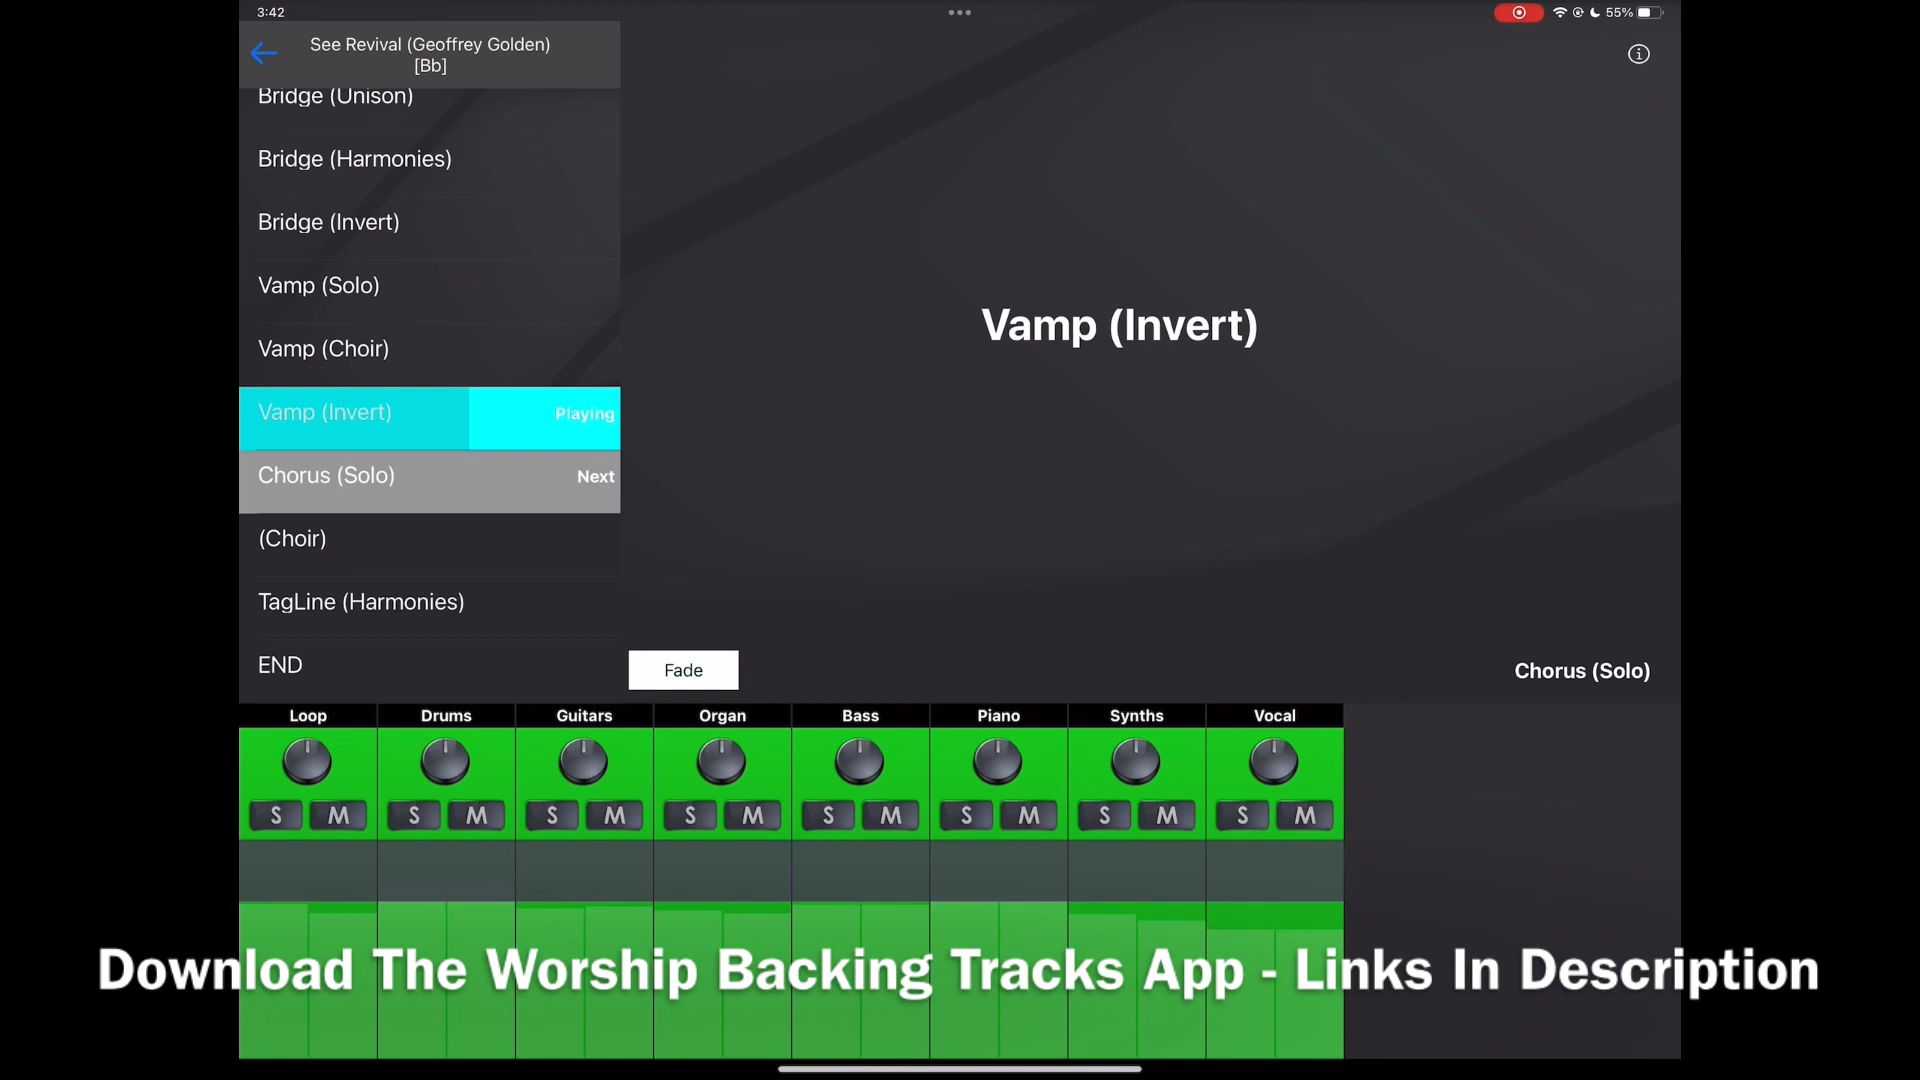 3:42
55%
See Revival (Geoffrey Golden)
[Bb]
Bridge (Unison)
Bridge (Harmonies)
Bridge (Invert)
Vamp (Solo)
Vamp (Choir)
Vamp (Invert) Playing
Chorus (Solo) Next
(Choir)
TagLine (Harmonies)
END
Vamp (Invert)
Fade
Chorus (Solo)
Loop Drums Guitars Organ Bass Piano Synths Vocal
S M S M S M S M S M S M S M S M
Download The Worship Backing Tracks App - Links In Description